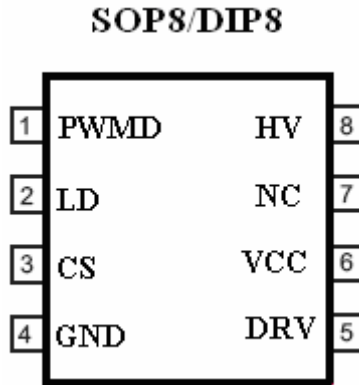 SOP8/DIP8
1 PWMD HV 8
2 LD NC 7
3 CS VCC 6
4 GND DRV 5